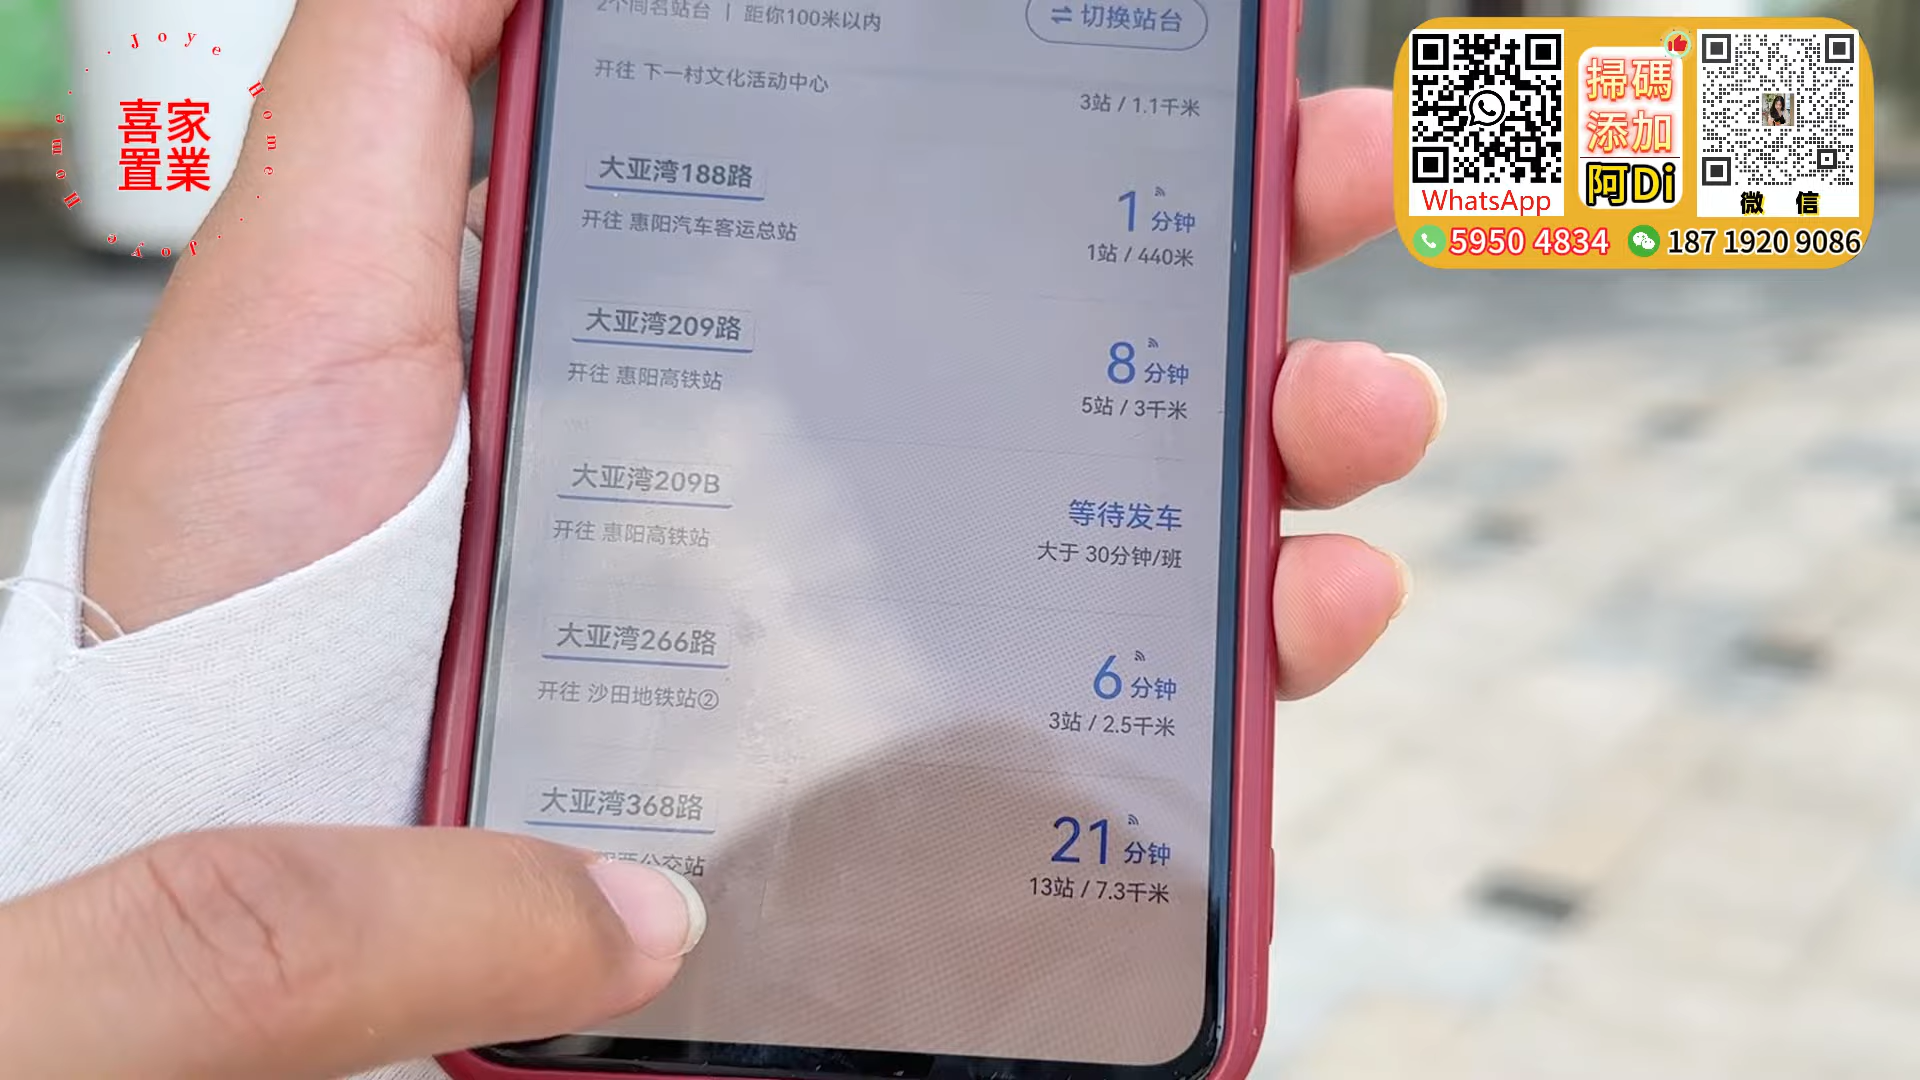 Joye Home
Joye Home
喜家
置業
2个同名站台 | 距你100米以内
切换站台
开往 下一村文化活动中心
3站 / 1.1千米
大亚湾188路
1 分钟
开往 惠阳汽车客运总站
1站 / 440米
大亚湾209路
8 分钟
开往 惠阳高铁站
5站 / 3千米
大亚湾209B
等待发车
开往 惠阳高铁站
大于 30分钟/班
大亚湾266路
6 分钟
开往 沙田地铁站②
3站 / 2.5千米
大亚湾368路
21 分钟
公交站
13站 / 7.3千米
掃碼
添加
阿Di
WhatsApp
微 信
5950 4834
187 1920 9086